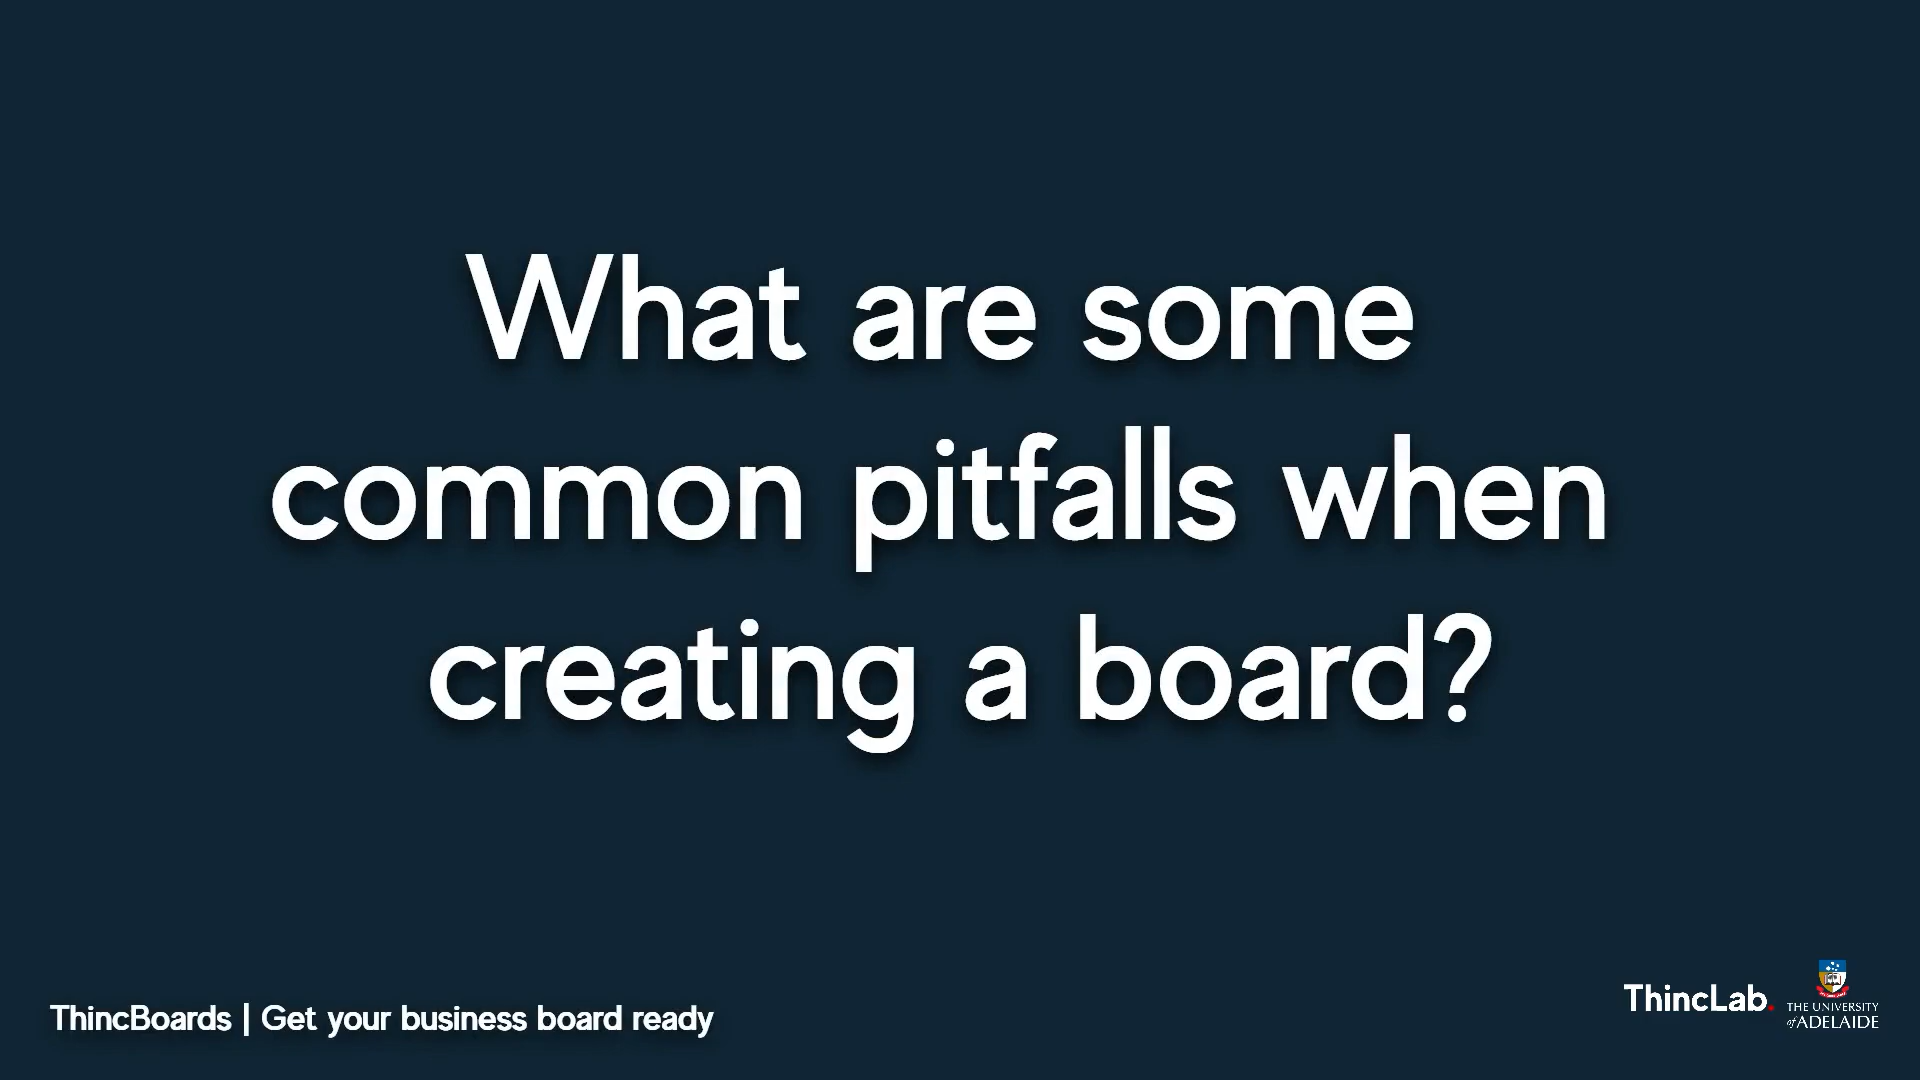 What are some
common pitfalls when
creating a board?
ThincBoards | Get your business board ready
ThincLab.
THE UNIVERSITY
of ADELAIDE